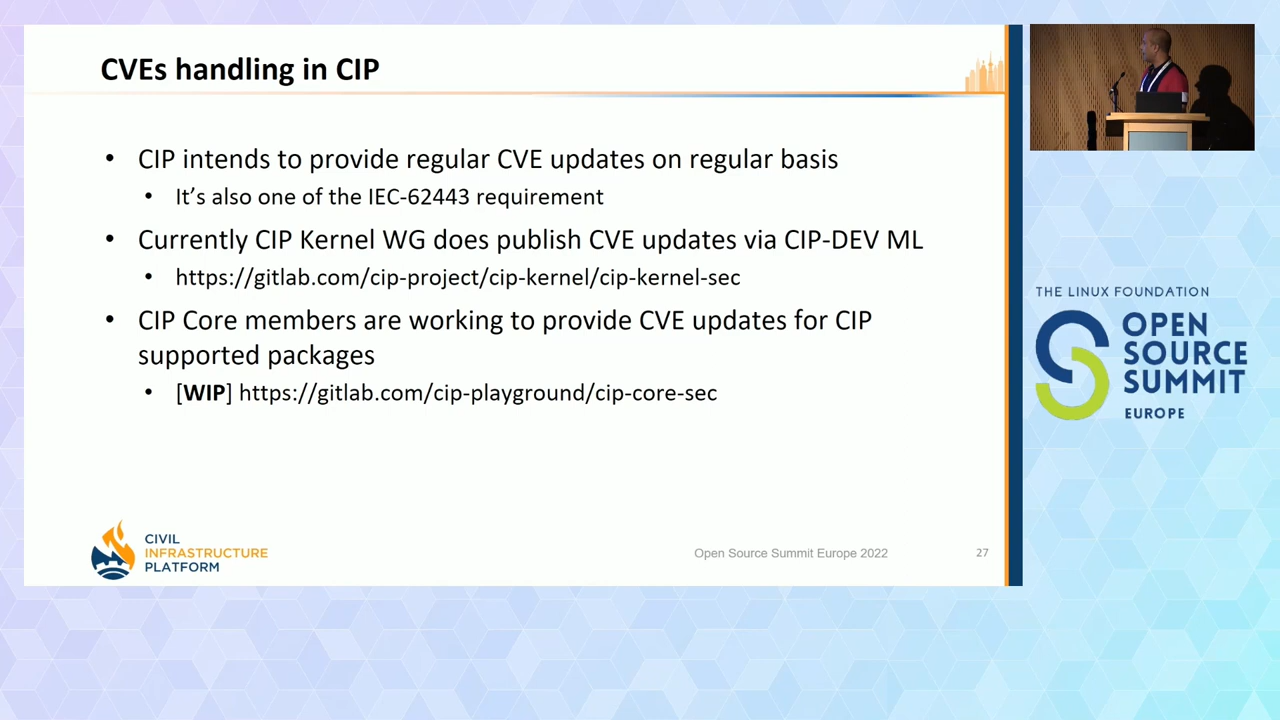 CVEs handling in CIP
• CIP intends to provide regular CVE updates on regular basis
• It’s also one of the IEC-62443 requirement
• Currently CIP Kernel WG does publish CVE updates via CIP-DEV ML
• https://gitlab.com/cip-project/cip-kernel/cip-kernel-sec
• CIP Core members are working to provide CVE updates for CIP
supported packages
• [WIP] https://gitlab.com/cip-playground/cip-core-sec
CIVIL
INFRASTRUCTURE
PLATFORM
Open Source Summit Europe 2022
27
THE LINUX FOUNDATION
OPEN
SOURCE
SUMMIT
EUROPE